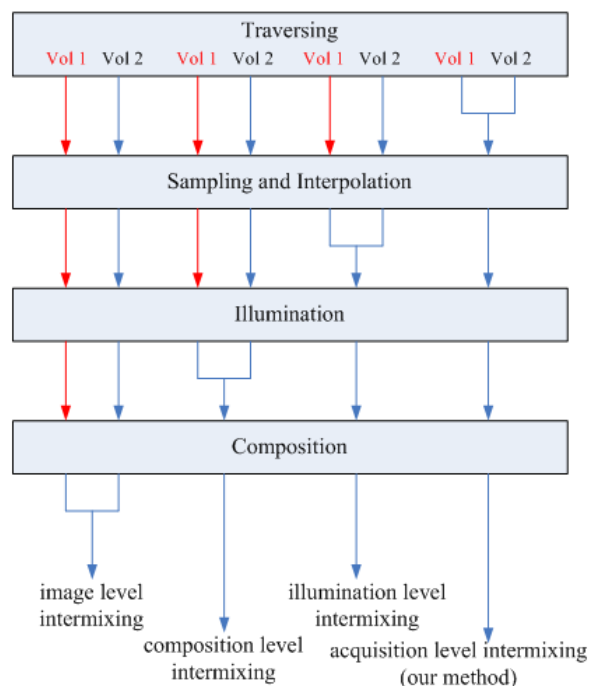 Traversing
Vol 1 Vol 2 Vol 1 Vol 2 Vol 1 Vol 2 Vol 1 Vol 2
Sampling and Interpolation
Illumination
Composition
image level
intermixing
composition level
intermixing
illumination level
intermixing
acquisition level intermixing
(our method)